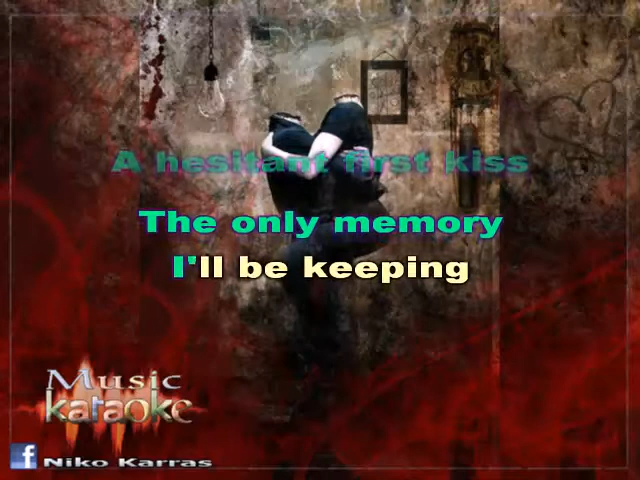 A hesitant first kiss
The only memory
I'll be keeping
Music
karaoke
f Niko Karras